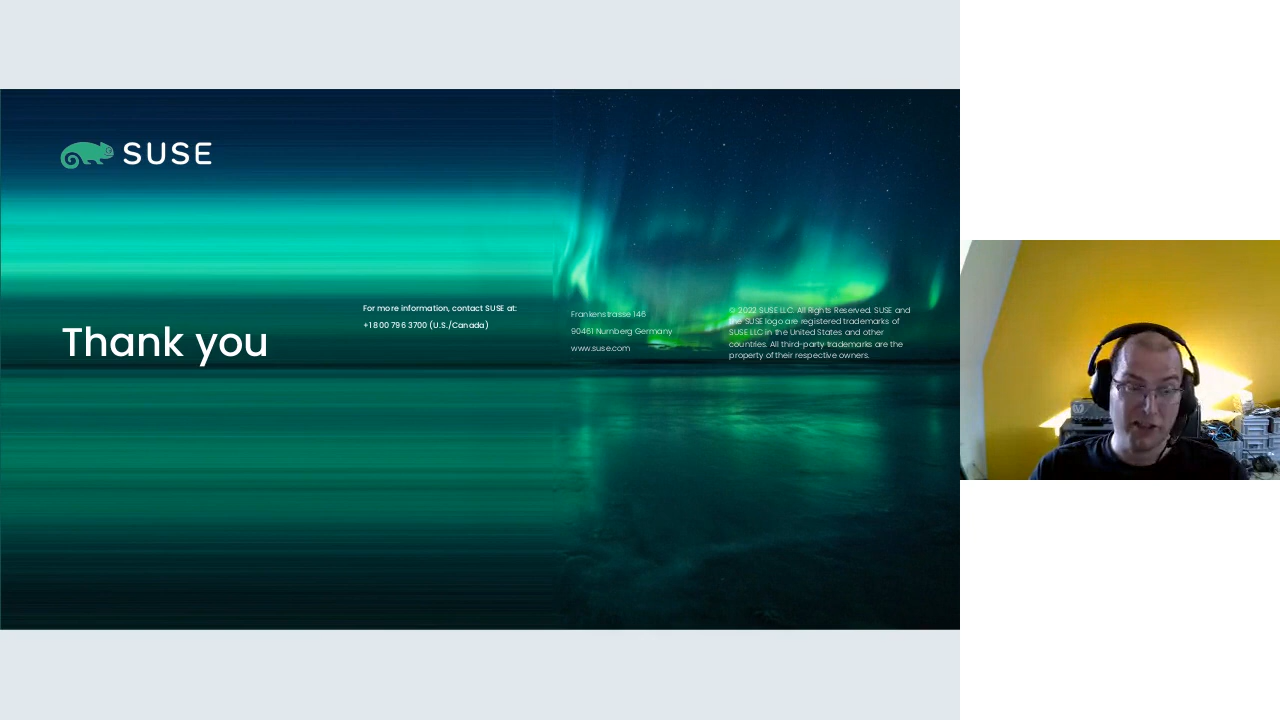 SUSE
Thank you
For more information, contact SUSE at:
+1 800 796 3700 (U.S./Canada)
Frankenstrasse 146
90461 Nurnberg Germany
www.suse.com
© 2022 SUSE LLC. All Rights Reserved. SUSE and
the SUSE logo are registered trademarks of
SUSE LLC in the United States and other
countries. All third-party trademarks are the
property of their respective owners.